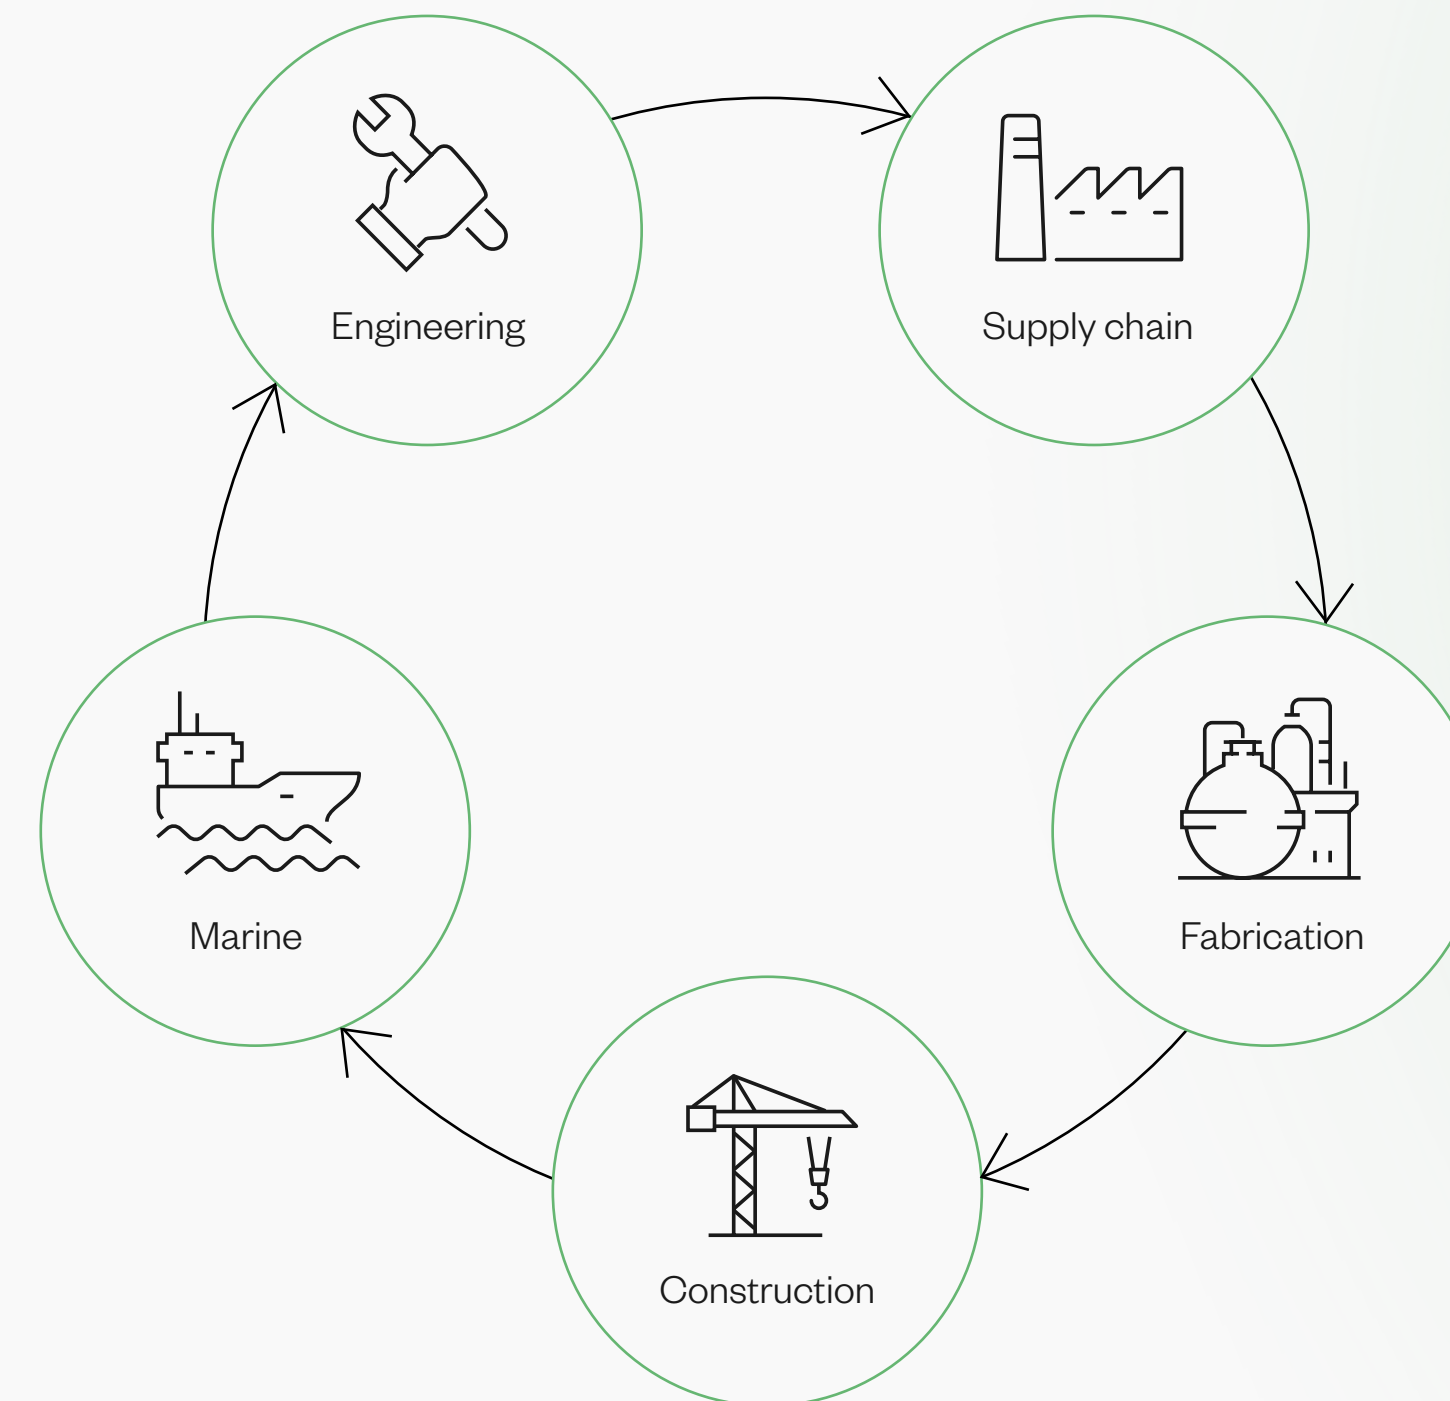 Engineering
Supply chain
Marine
Fabrication
Construction